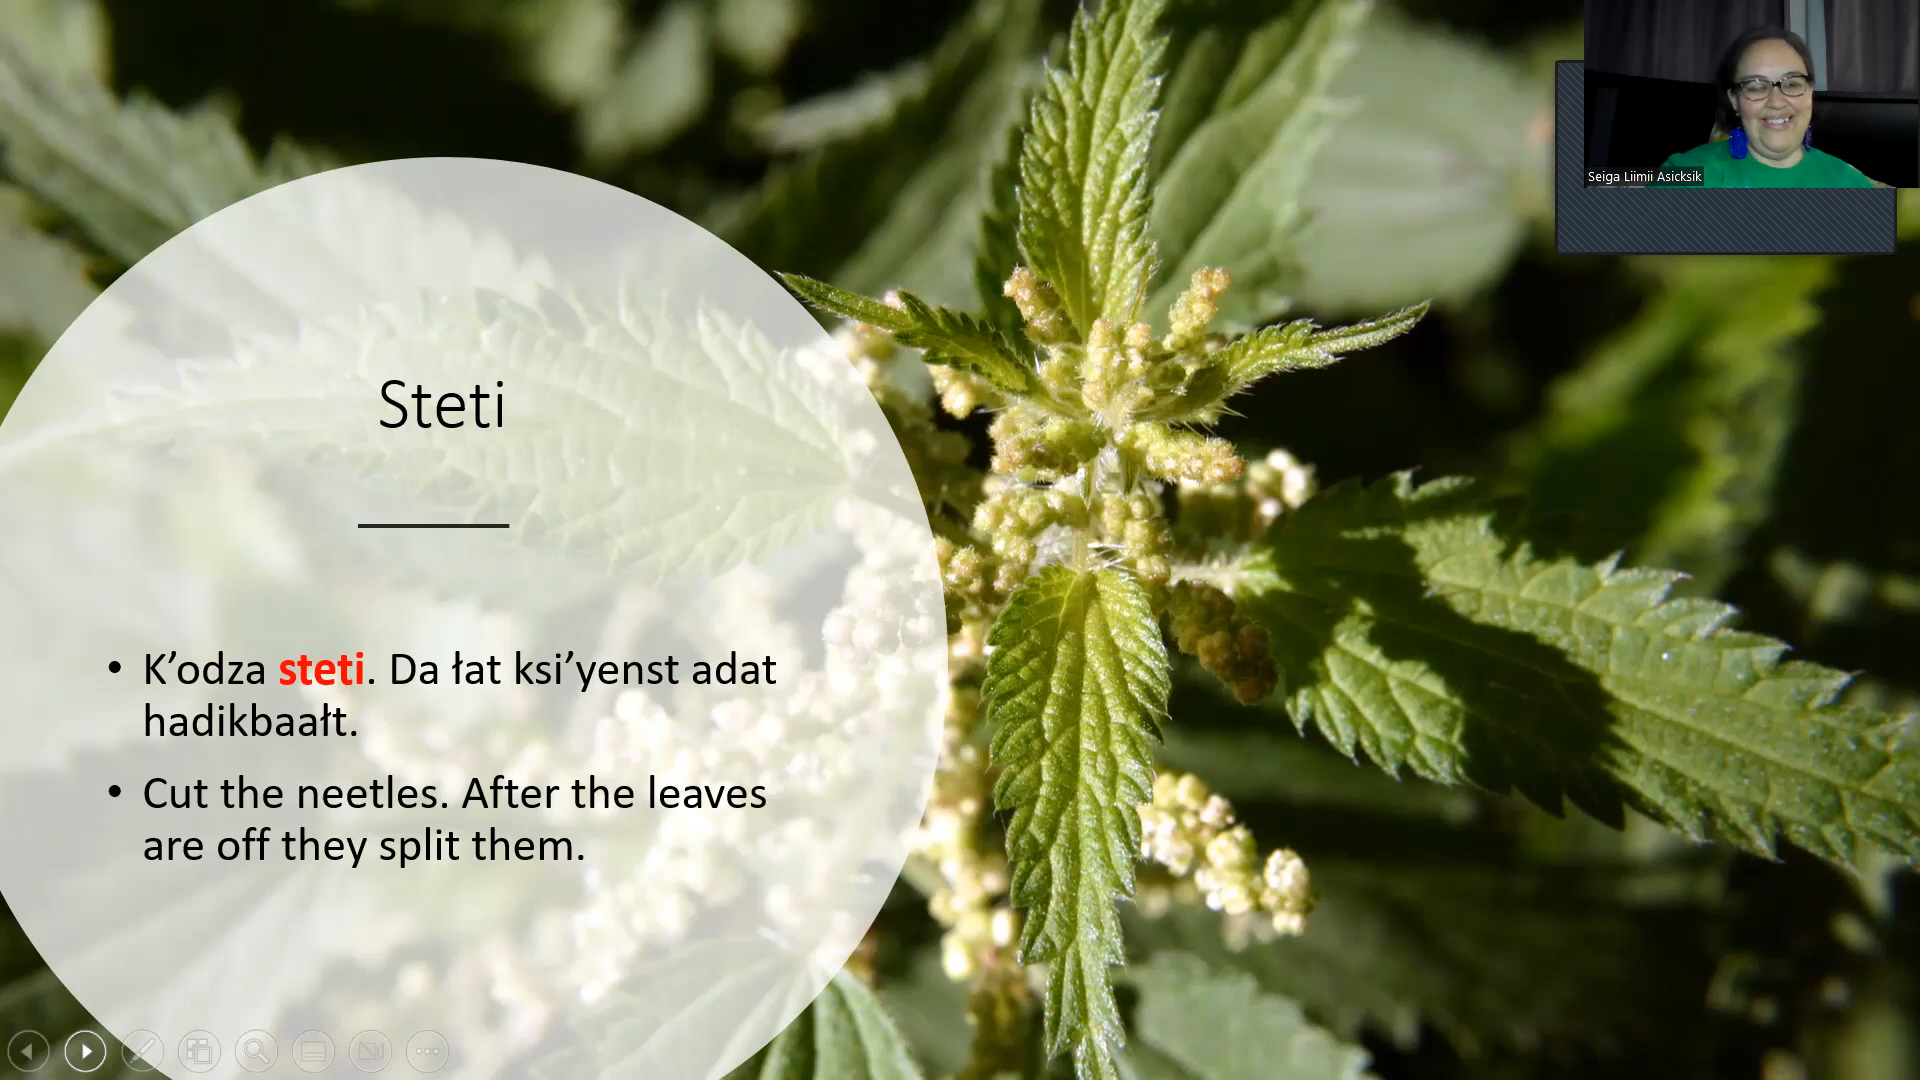 Seiga Liimii Asicksik
Steti
• K’odza steti. Da łat ksi’yenst adat
hadikbaałt.
• Cut the neetles. After the leaves
are off they split them.